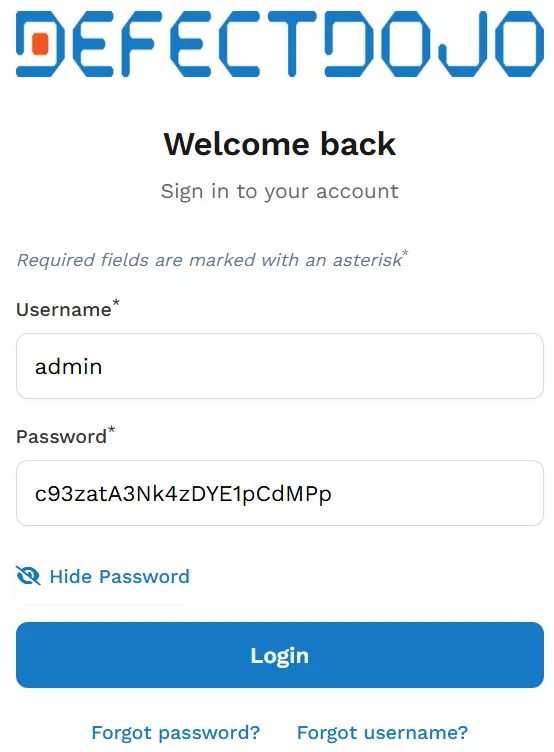 DEFECTDOJO
Welcome back
Sign in to your account
Required fields are marked with an asterisk*
Username*
admin
Password*
c93zatA3Nk4zDYE1pCdMPp
Hide Password
Login
Forgot password? Forgot username?